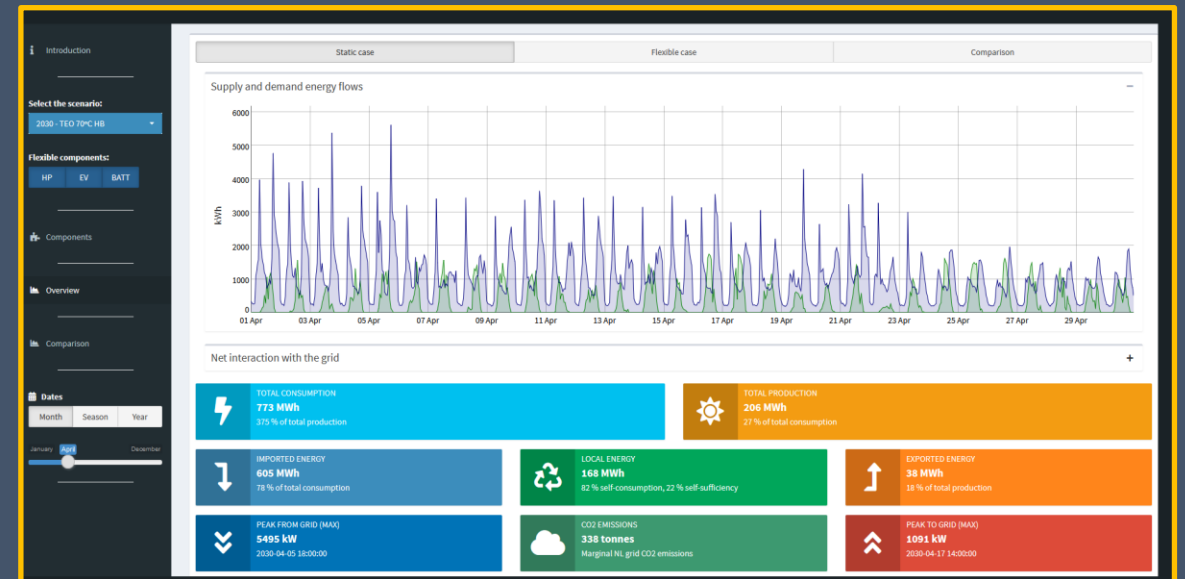 Introduction
Select the scenario:
2030 - TEO 70ºC HB
Flexible components:
HP EV BATT
Components
Overview
Comparison
Dates
Month Season Year
January April December
Static case Flexible case Comparison
Supply and demand energy flows
kWh
6000
5000
4000
3000
2000
1000
0
01 Apr 03 Apr 05 Apr 07 Apr 09 Apr 11 Apr 13 Apr 15 Apr 17 Apr 19 Apr 21 Apr 23 Apr 25 Apr 27 Apr 29 Apr
Net interaction with the grid
TOTAL CONSUMPTION
773 MWh
375 % of total production
TOTAL PRODUCTION
206 MWh
27 % of total consumption
IMPORTED ENERGY
605 MWh
78 % of total consumption
LOCAL ENERGY
168 MWh
82 % self-consumption, 22 % self-sufficiency
EXPORTED ENERGY
38 MWh
18 % of total production
PEAK FROM GRID (MAX)
5495 kW
2030-04-05 18:00:00
CO2 EMISSIONS
338 tonnes
Marginal NL grid CO2 emissions
PEAK TO GRID (MAX)
1091 kW
2030-04-17 14:00:00